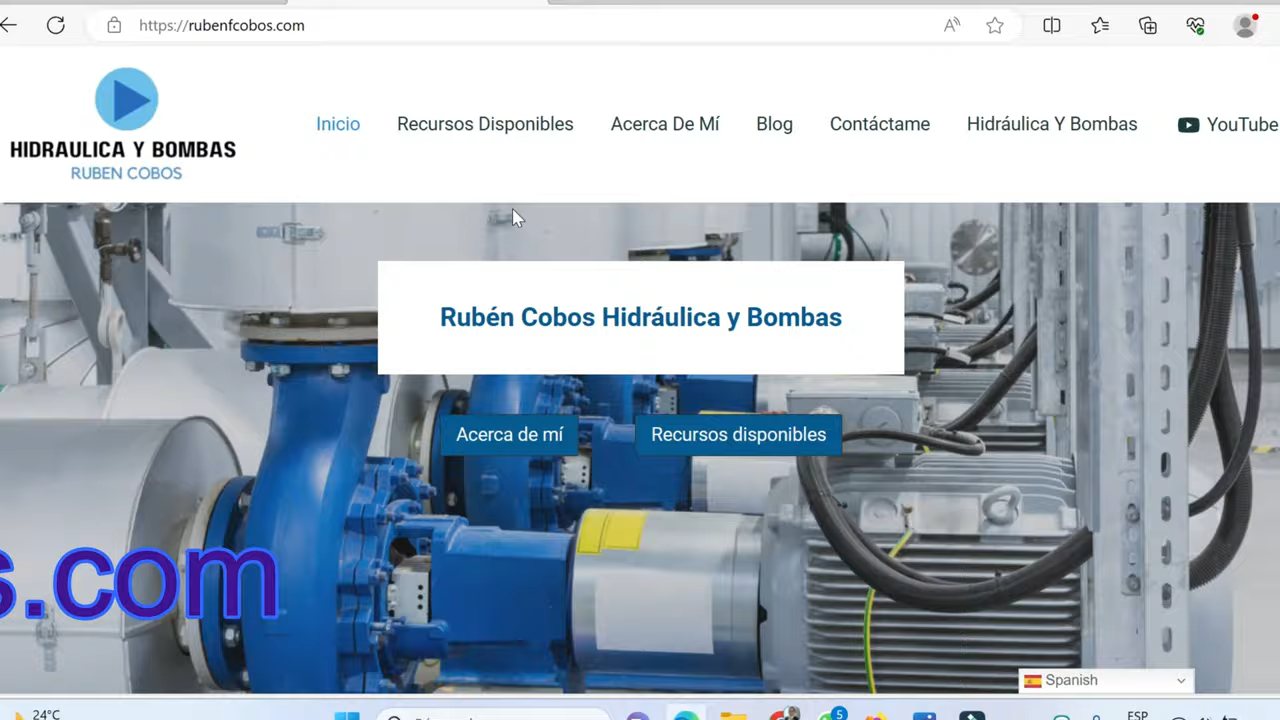 https://rubenfcobos.com
HIDRAULICA Y BOMBAS
RUBEN COBOS
Inicio
Recursos Disponibles
Acerca De Mí
Blog
Contáctame
Hidráulica Y Bombas
YouTube
Rubén Cobos Hidráulica y Bombas
Acerca de mí
Recursos disponibles
s.com
Spanish
24°C
5
ESP